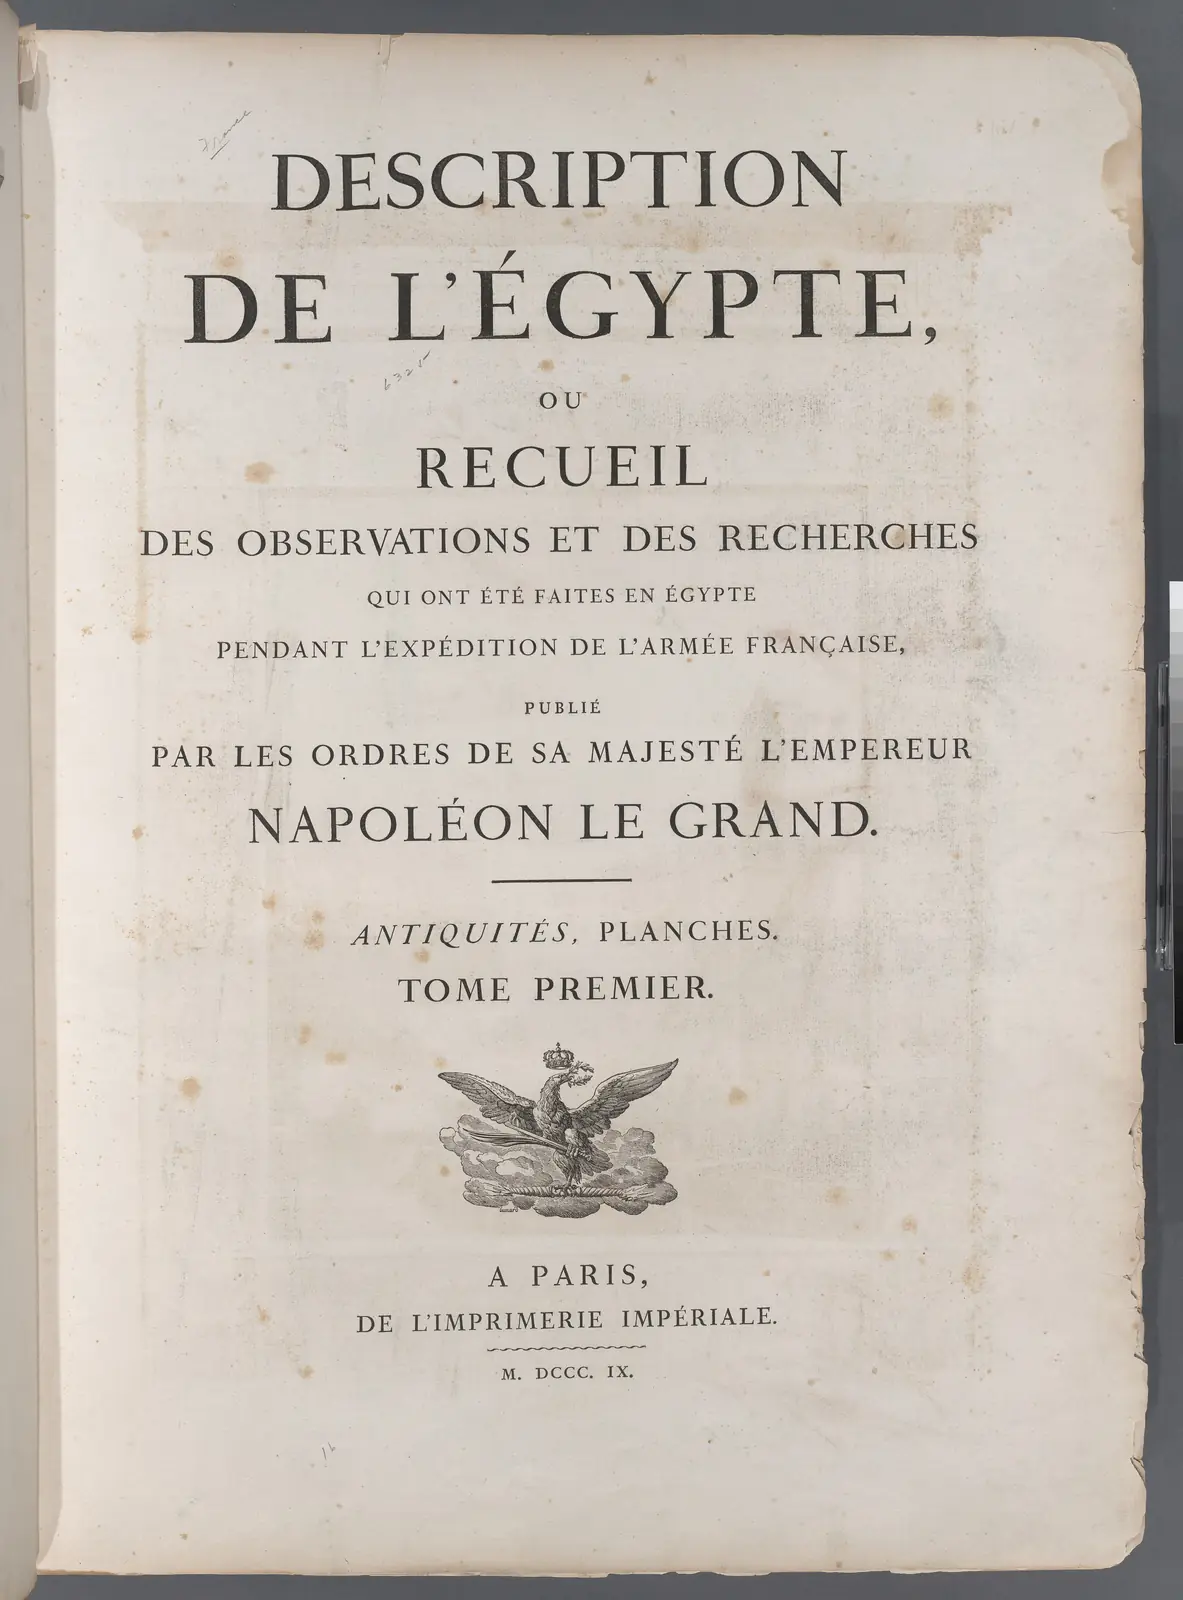 France
DESCRIPTION
DE L'ÉGYPTE,
6325
OU
RECUEIL
DES OBSERVATIONS ET DES RECHERCHES
QUI ONT ÉTÉ FAITES EN ÉGYPTE
PENDANT L'EXPÉDITION DE L'ARMÉE FRANÇAISE,
PUBLIÉ
PAR LES ORDRES DE SA MAJESTÉ L'EMPEREUR
NAPOLÉON LE GRAND.
ANTIQUITÉS, PLANCHES.
TOME PREMIER.
A PARIS,
DE L'IMPRIMERIE IMPÉRIALE.
M. DCCC. IX.